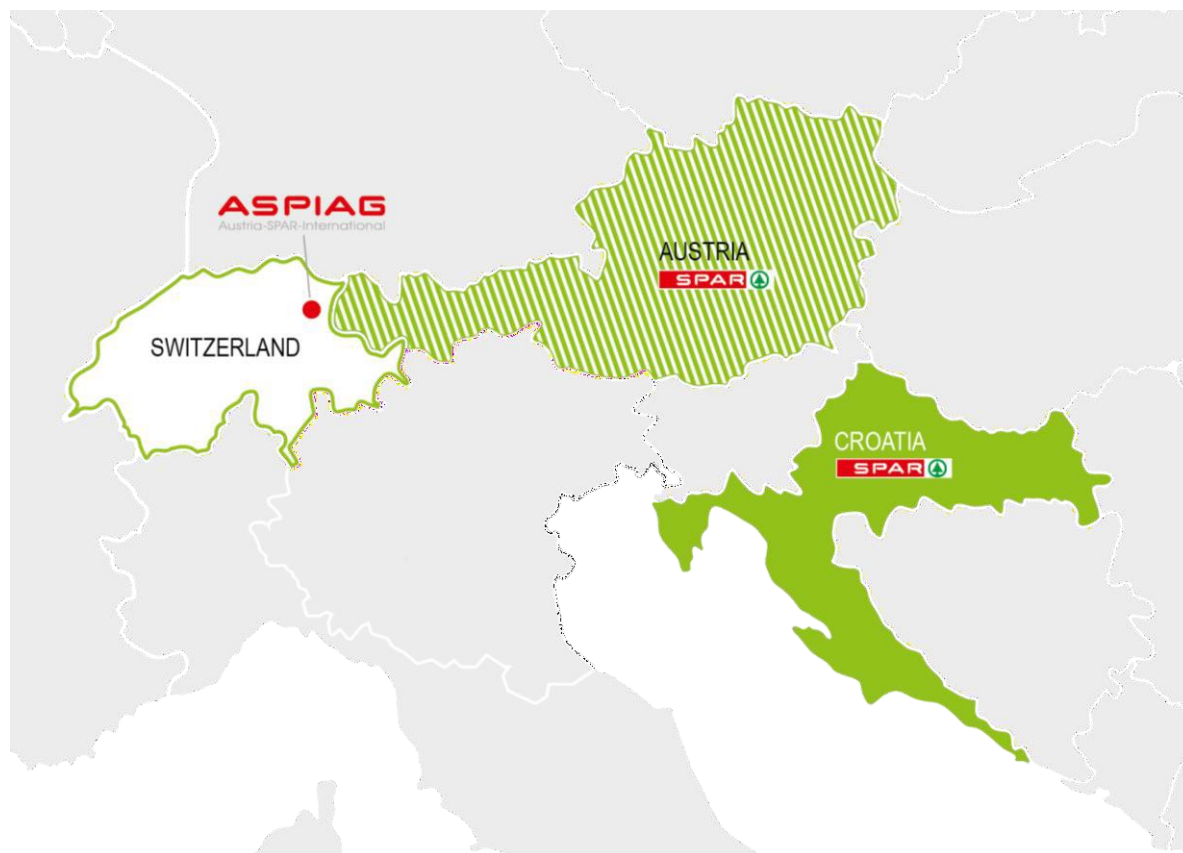 ASPIAG
Austria-SPAR-International
AUSTRIA
SPAR
SWITZERLAND
CROATIA
SPAR